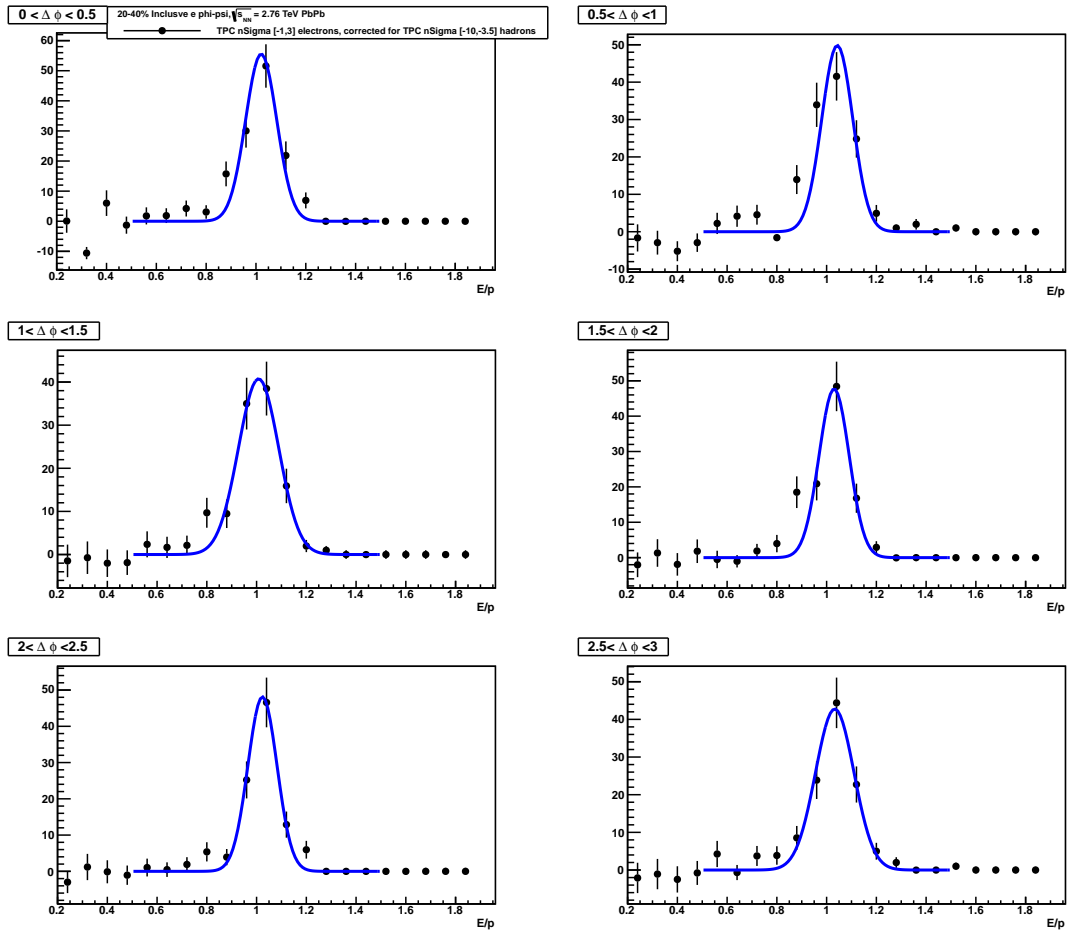 0 < Δ ϕ < 0.5
20-40% Inclusve e phi-psi,√s_NN = 2.76 TeV PbPb
TPC nSigma [-1,3] electrons, corrected for TPC nSigma [-10,-3.5] hadrons
60
50
40
30
20
10
0
-10
0.2 0.4 0.6 0.8 1 1.2 1.4 1.6 1.8
E/p
0.5< Δ ϕ <1
50
40
30
20
10
0
-10
0.2 0.4 0.6 0.8 1 1.2 1.4 1.6 1.8
E/p
1< Δ ϕ <1.5
40
30
20
10
0
0.2 0.4 0.6 0.8 1 1.2 1.4 1.6 1.8
E/p
1.5< Δ ϕ <2
50
40
30
20
10
0
0.2 0.4 0.6 0.8 1 1.2 1.4 1.6 1.8
E/p
2< Δ ϕ <2.5
50
40
30
20
10
0
0.2 0.4 0.6 0.8 1 1.2 1.4 1.6 1.8
E/p
2.5< Δ ϕ <3
50
40
30
20
10
0
0.2 0.4 0.6 0.8 1 1.2 1.4 1.6 1.8
E/p